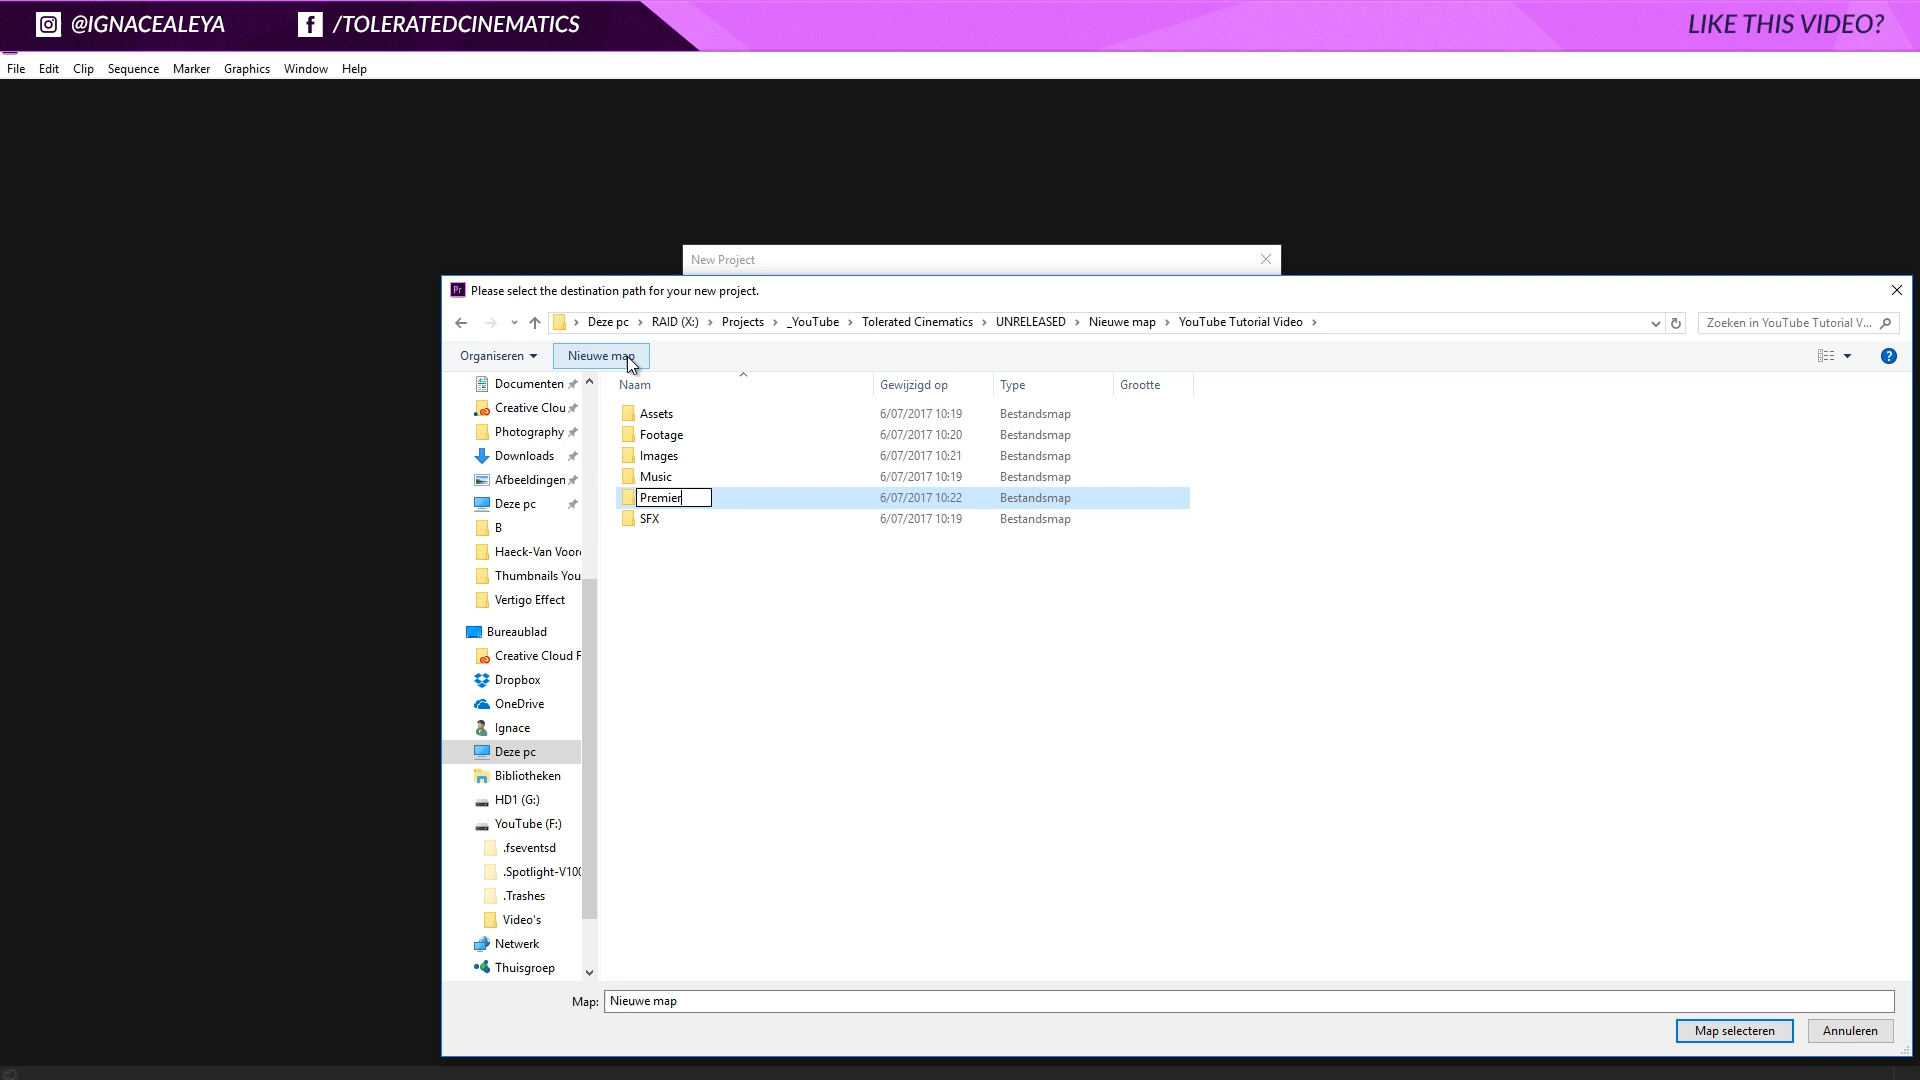 @IGNACEALEYA /TOLERATEDCINEMATICS LIKE THIS VIDEO?
File Edit Clip Sequence Marker Graphics Window Help
New Project
Pr Please select the destination path for your new project.
Deze pc RAID (X:) Projects _YouTube Tolerated Cinematics UNRELEASED Nieuwe map YouTube Tutorial Video Zoeken in YouTube Tutorial V...
Organiseren Nieuwe map ?
Naam Gewijzigd op Type Grootte
Documenten
Creative Clou
Photography
Downloads
Afbeeldingen
Deze pc
B
Haeck-Van Voor
Thumbnails You
Vertigo Effect
Bureaublad
Creative Cloud F
Dropbox
OneDrive
Ignace
Deze pc
Bibliotheken
HD1 (G:)
YouTube (F:)
.fseventsd
.Spotlight-V100
.Trashes
Video's
Netwerk
Thuisgroep
Assets 6/07/2017 10:19 Bestandsmap
Footage 6/07/2017 10:20 Bestandsmap
Images 6/07/2017 10:21 Bestandsmap
Music 6/07/2017 10:19 Bestandsmap
Premier 6/07/2017 10:22 Bestandsmap
SFX 6/07/2017 10:19 Bestandsmap
Map: Nieuwe map
Map selecteren Annuleren